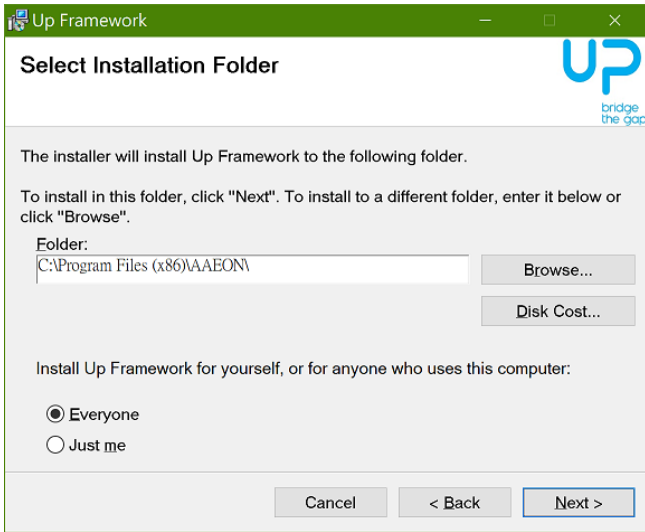 Up Framework
Select Installation Folder
UP
bridge
the gap
The installer will install Up Framework to the following folder.
To install in this folder, click "Next". To install to a different folder, enter it below or
click "Browse".
Folder:
C:\Program Files (x86)\AAEON\
Browse...
Disk Cost...
Install Up Framework for yourself, or for anyone who uses this computer:
Everyone
Just me
Cancel
< Back
Next >